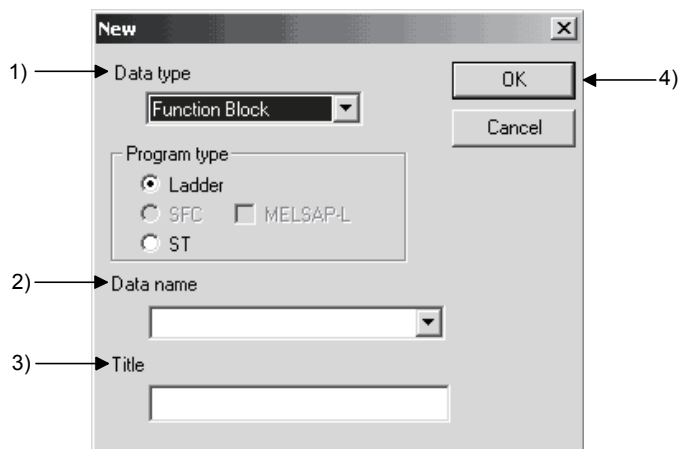 New
1) Data type
OK 4)
Function Block
Cancel
Program type
Ladder
SFC MELSAP-L
ST
2) Data name
3) Title